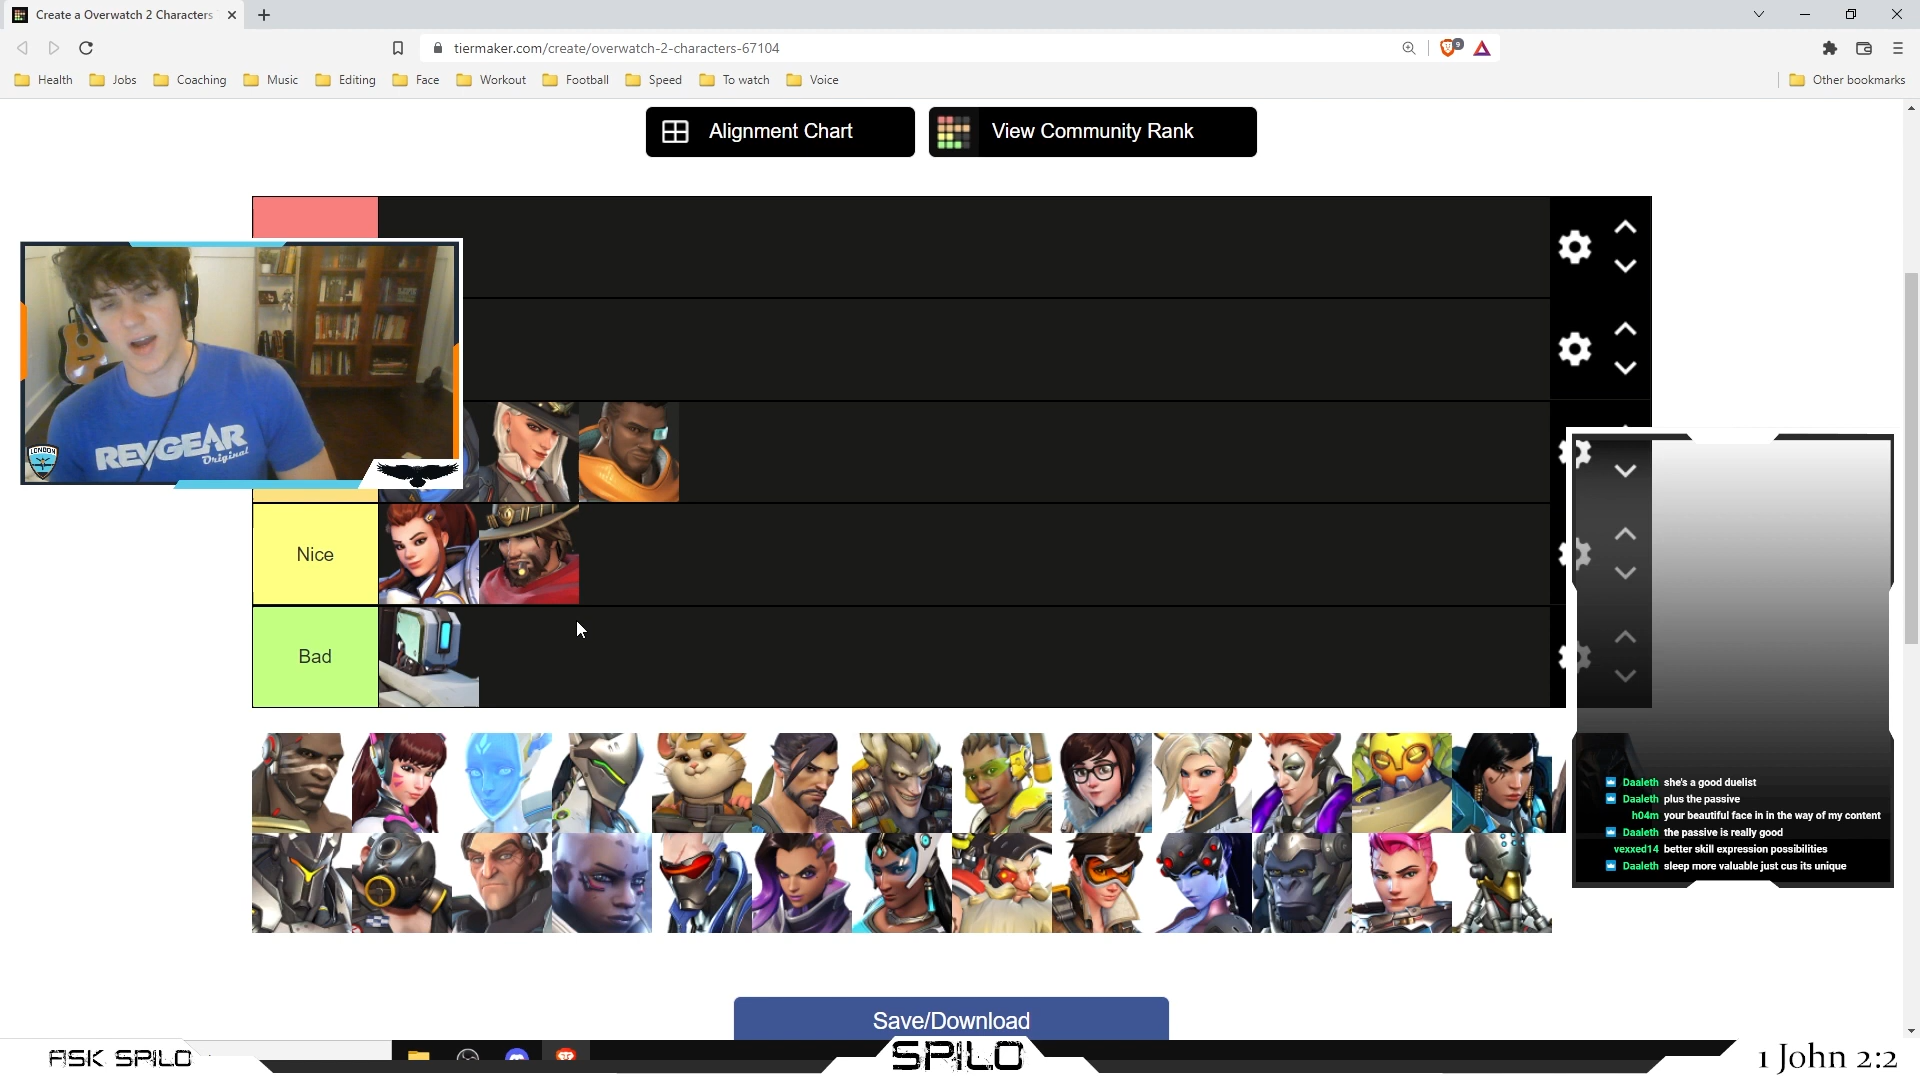 Create a Overwatch 2 Characters
tiermaker.com/create/overwatch-2-characters-67104
9
Health
Jobs
Coaching
Music
Editing
Face
Workout
Football
Speed
To watch
Voice
Other bookmarks
Alignment Chart
View Community Rank
REVGEAR
Original
LONDON
Nice
Bad
Daaleth she's a good duelist
Daaleth plus the passive
h04m your beautiful face in in the way of my content
Daaleth the passive is really good
vexxed14 better skill expression possibilities
Daaleth sleep more valuable just cus its unique
Save/Download
ASK SPILO
SPILO
1 John 2:2